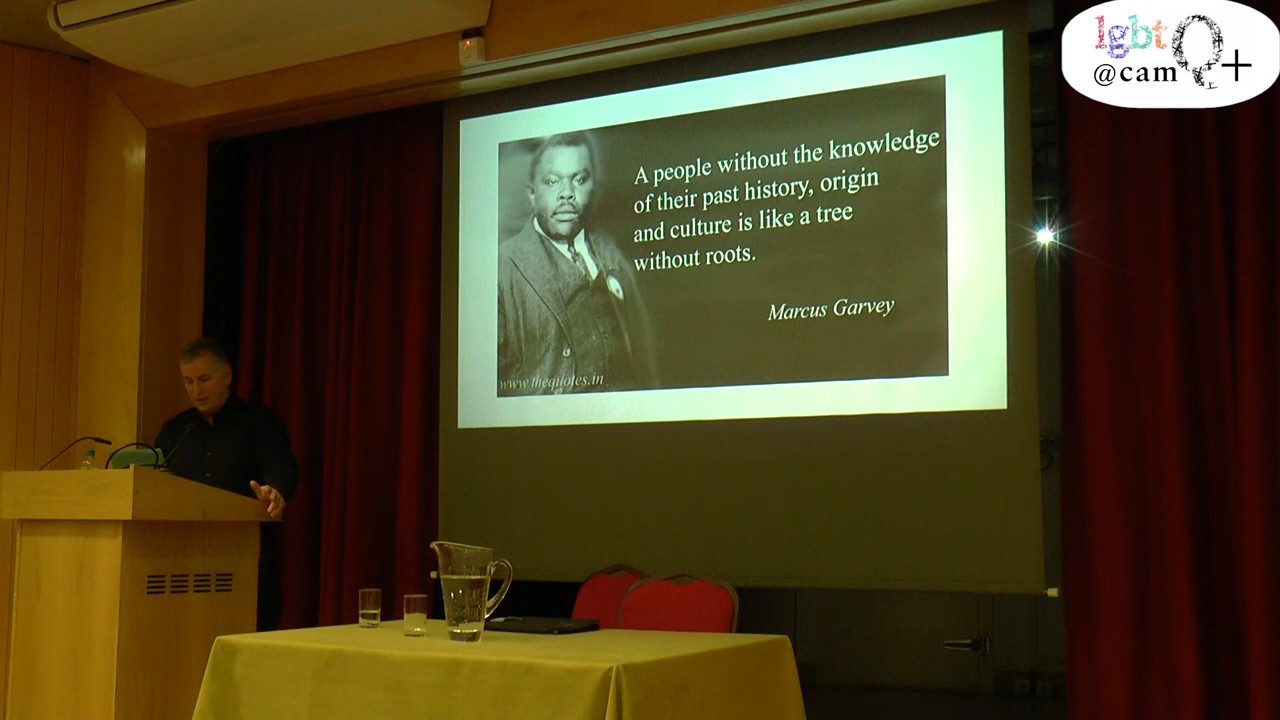 lgbt
@cam Q+
A people without the knowledge
of their past history, origin
and culture is like a tree
without roots.
Marcus Garvey
www.thequotes.in